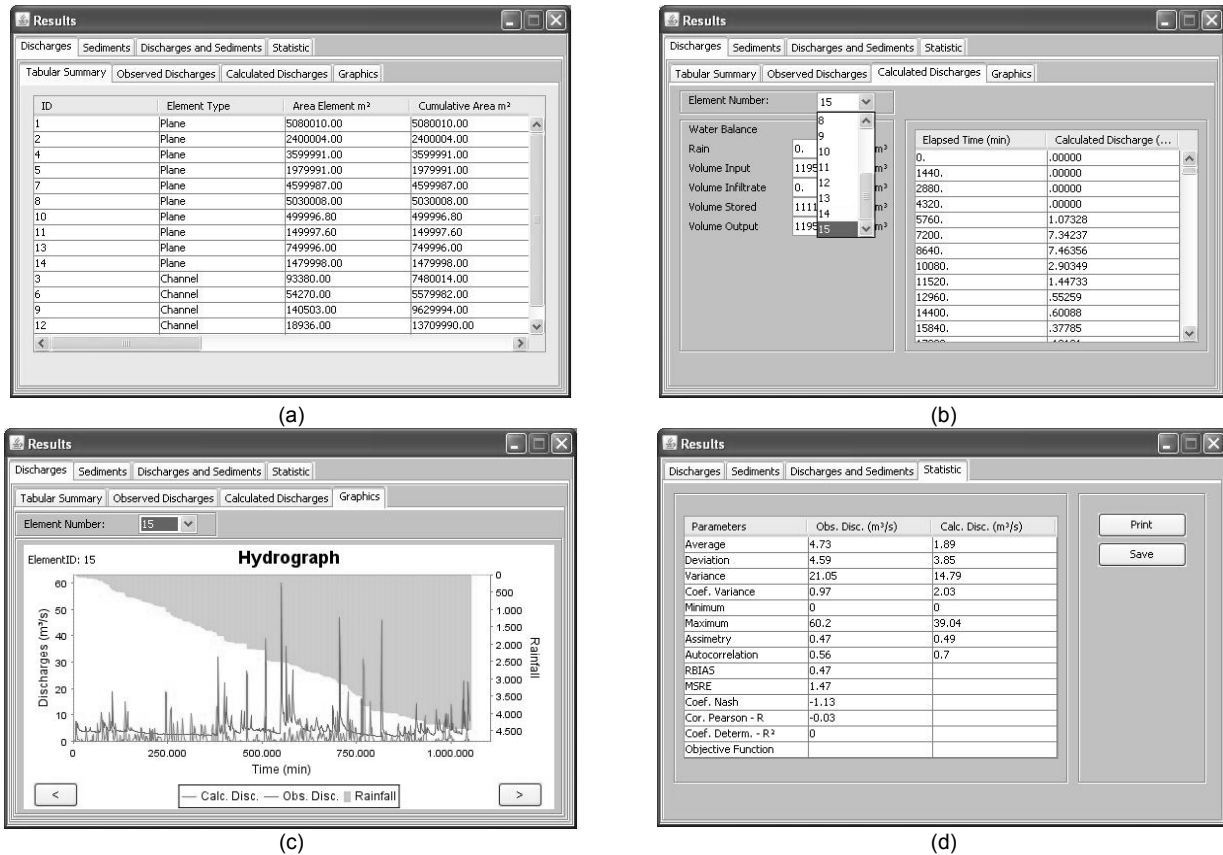 Results
Discharges Sediments Discharges and Sediments Statistic
Tabular Summary Observed Discharges Calculated Discharges Graphics
ID Element Type Area Element m² Cumulative Area m²
1 Plane 5080010.00 5080010.00
2 Plane 2400004.00 2400004.00
4 Plane 3599991.00 3599991.00
5 Plane 1979991.00 1979991.00
7 Plane 4599987.00 4599987.00
8 Plane 5030008.00 5030008.00
10 Plane 499996.80 499996.80
11 Plane 149997.60 149997.60
13 Plane 749996.00 749996.00
14 Plane 1479998.00 1479998.00
3 Channel 93380.00 7480014.00
6 Channel 54270.00 5579982.00
9 Channel 140503.00 9629994.00
12 Channel 18936.00 13709990.00
(a)
Results
Discharges Sediments Discharges and Sediments Statistic
Tabular Summary Observed Discharges Calculated Discharges Graphics
Element Number: 15
8
9
10
11
12
13
14
15
Water Balance
Rain 0. m³
Volume Input 1195 m³
Volume Infiltrate 0. m³
Volume Stored 1111 m³
Volume Output 1195 m³
Elapsed Time (min) Calculated Discharge (...
0. .00000
1440. .00000
2880. .00000
4320. .00000
5760. 1.07328
7200. 7.34237
8640. 7.46356
10080. 2.90349
11520. 1.44733
12960. .55259
14400. .60088
15840. .37785
(b)
Results
Discharges Sediments Discharges and Sediments Statistic
Tabular Summary Observed Discharges Calculated Discharges Graphics
Element Number: 15
ElementID: 15
Hydrograph
Discharges (m³/s)
60
50
40
30
20
10
0
0
500
1.000
1.500
2.000
2.500
3.000
3.500
4.000
4.500
Rainfall
0 250.000 500.000 750.000 1.000.000
Time (min)
< Calc. Disc. Obs. Disc. Rainfall >
(c)
Results
Discharges Sediments Discharges and Sediments Statistic
Parameters Obs. Disc. (m³/s) Calc. Disc. (m³/s)
Average 4.73 1.89
Deviation 4.59 3.85
Variance 21.05 14.79
Coef. Variance 0.97 2.03
Minimum 0 0
Maximum 60.2 39.04
Assimetry 0.47 0.49
Autocorrelation 0.56 0.7
RBIAS 0.47
MSRE 1.47
Coef. Nash -1.13
Cor. Pearson - R -0.03
Coef. Determ. - R² 0
Objective Function
Print
Save
(d)